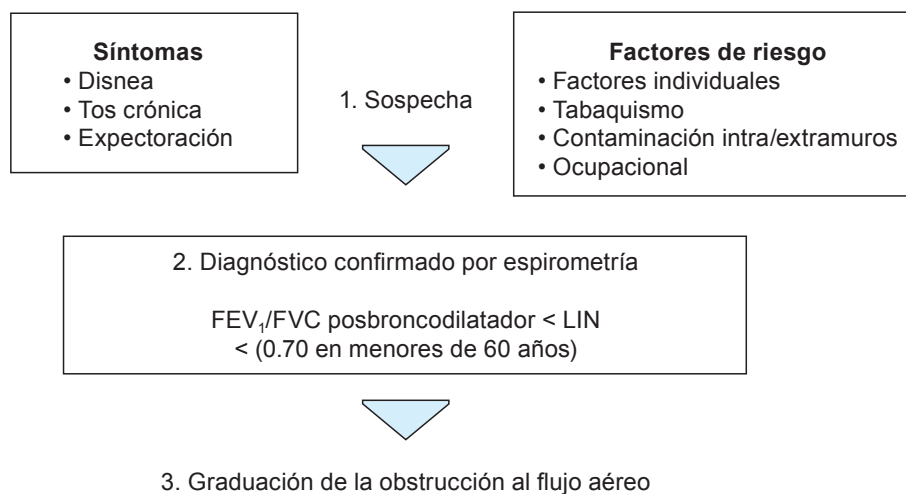 Síntomas
• Disnea
• Tos crónica
• Expectoración
1. Sospecha
Factores de riesgo
• Factores individuales
• Tabaquismo
• Contaminación intra/extramuros
• Ocupacional
2. Diagnóstico confirmado por espirometría
FEV₁/FVC posbroncodilatador < LIN
< (0.70 en menores de 60 años)
3. Graduación de la obstrucción al flujo aéreo